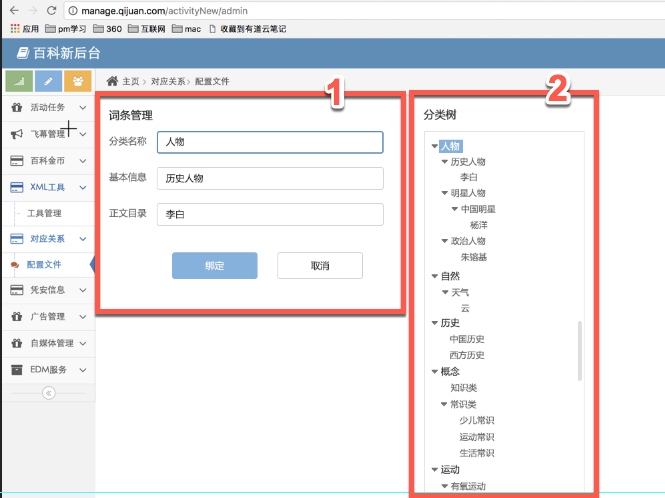 manage.qijuan.com/activityNew/admin
应用 pm学习 360 互联网 mac 收藏到有道云笔记
百科新后台
主页 > 对应关系 > 配置文件
活动任务
飞幕管理
百科金币
XML工具
工具管理
对应关系
配置文件
凭安信息
广告管理
自媒体管理
EDM服务
1
词条管理
分类名称 人物
基本信息 历史人物
正文目录 李白
绑定 取消
2
分类树
人物
历史人物
李白
明星人物
中国明星
杨洋
政治人物
朱镕基
自然
天气
云
历史
中国历史
西方历史
概念
知识类
常识类
少儿常识
运动常识
生活常识
运动
有氧运动